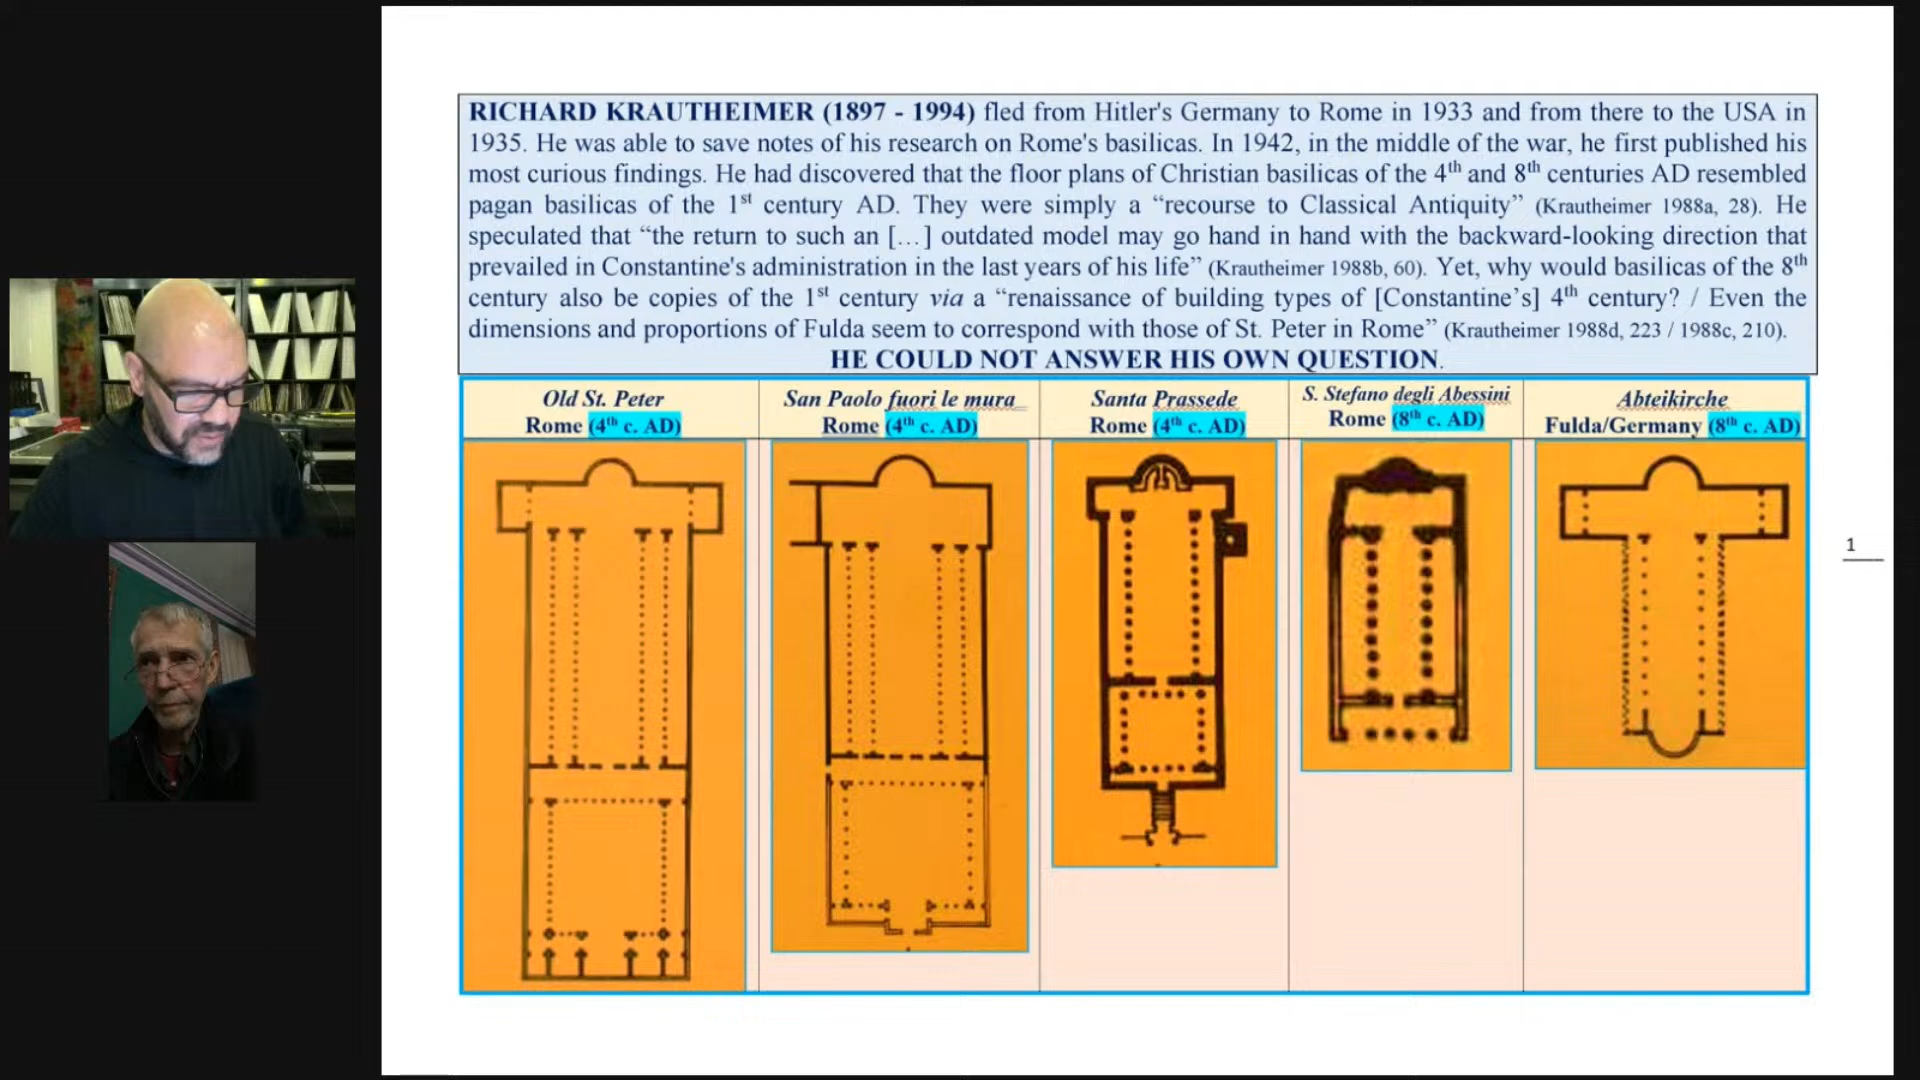 RICHARD KRAUTHEIMER (1897 - 1994) fled from Hitler's Germany to Rome in 1933 and from there to the USA in
1935. He was able to save notes of his research on Rome's basilicas. In 1942, in the middle of the war, he first published his
most curious findings. He had discovered that the floor plans of Christian basilicas of the 4th and 8th centuries AD resembled
pagan basilicas of the 1st century AD. They were simply a “recourse to Classical Antiquity” (Krautheimer 1988a, 28). He
speculated that “the return to such an […] outdated model may go hand in hand with the backward-looking direction that
prevailed in Constantine's administration in the last years of his life” (Krautheimer 1988b, 60). Yet, why would basilicas of the 8th
century also be copies of the 1st century via a “renaissance of building types of [Constantine’s] 4th century? / Even the
dimensions and proportions of Fulda seem to correspond with those of St. Peter in Rome” (Krautheimer 1988d, 223 / 1988c, 210).
HE COULD NOT ANSWER HIS OWN QUESTION.
Old St. Peter
Rome (4th c. AD)
San Paolo fuori le mura
Rome (4th c. AD)
Santa Prassede
Rome (4th c. AD)
S. Stefano degli Abessini
Rome (8th c. AD)
Abteikirche
Fulda/Germany (8th c. AD)
1